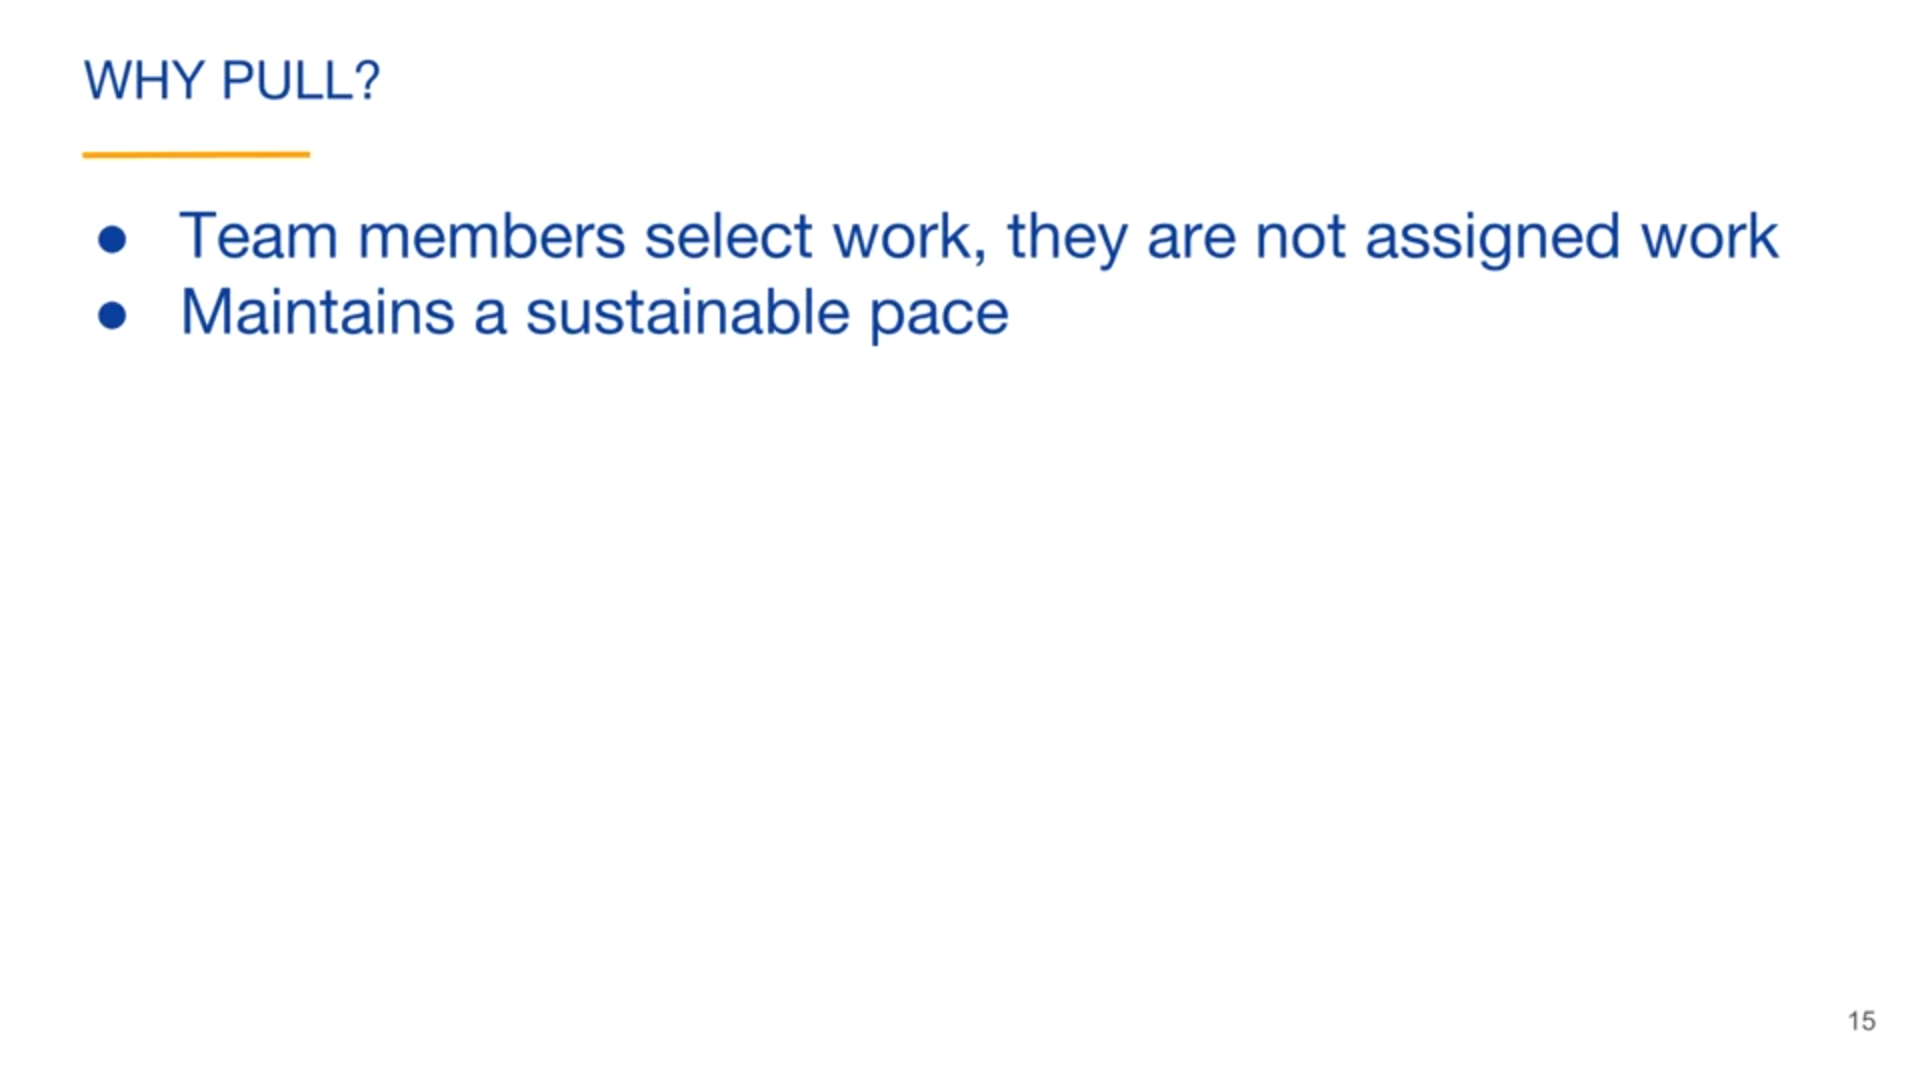 WHY PULL?
● Team members select work, they are not assigned work
● Maintains a sustainable pace
15